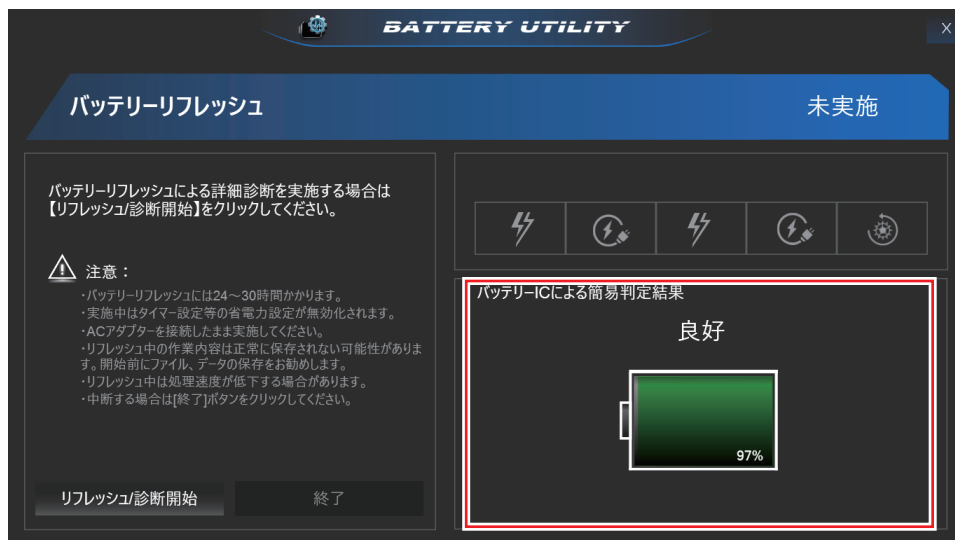 BATTERY UTILITY
X
バッテリーリフレッシュ
未実施
バッテリーリフレッシュによる詳細診断を実施する場合は
【リフレッシュ/診断開始】をクリックしてください。
注意：
・バッテリーリフレッシュには24～30時間かかります。
・実施中はタイマー設定等の省電力設定が無効化されます。
・ACアダプターを接続したまま実施してください。
・リフレッシュ中の作業内容は正常に保存されない可能性がありま
す。開始前にファイル、データの保存をお勧めします。
・リフレッシュ中は処理速度が低下する場合があります。
・中断する場合は[終了]ボタンをクリックしてください。
リフレッシュ/診断開始
終了
バッテリーICによる簡易判定結果
良好
97%